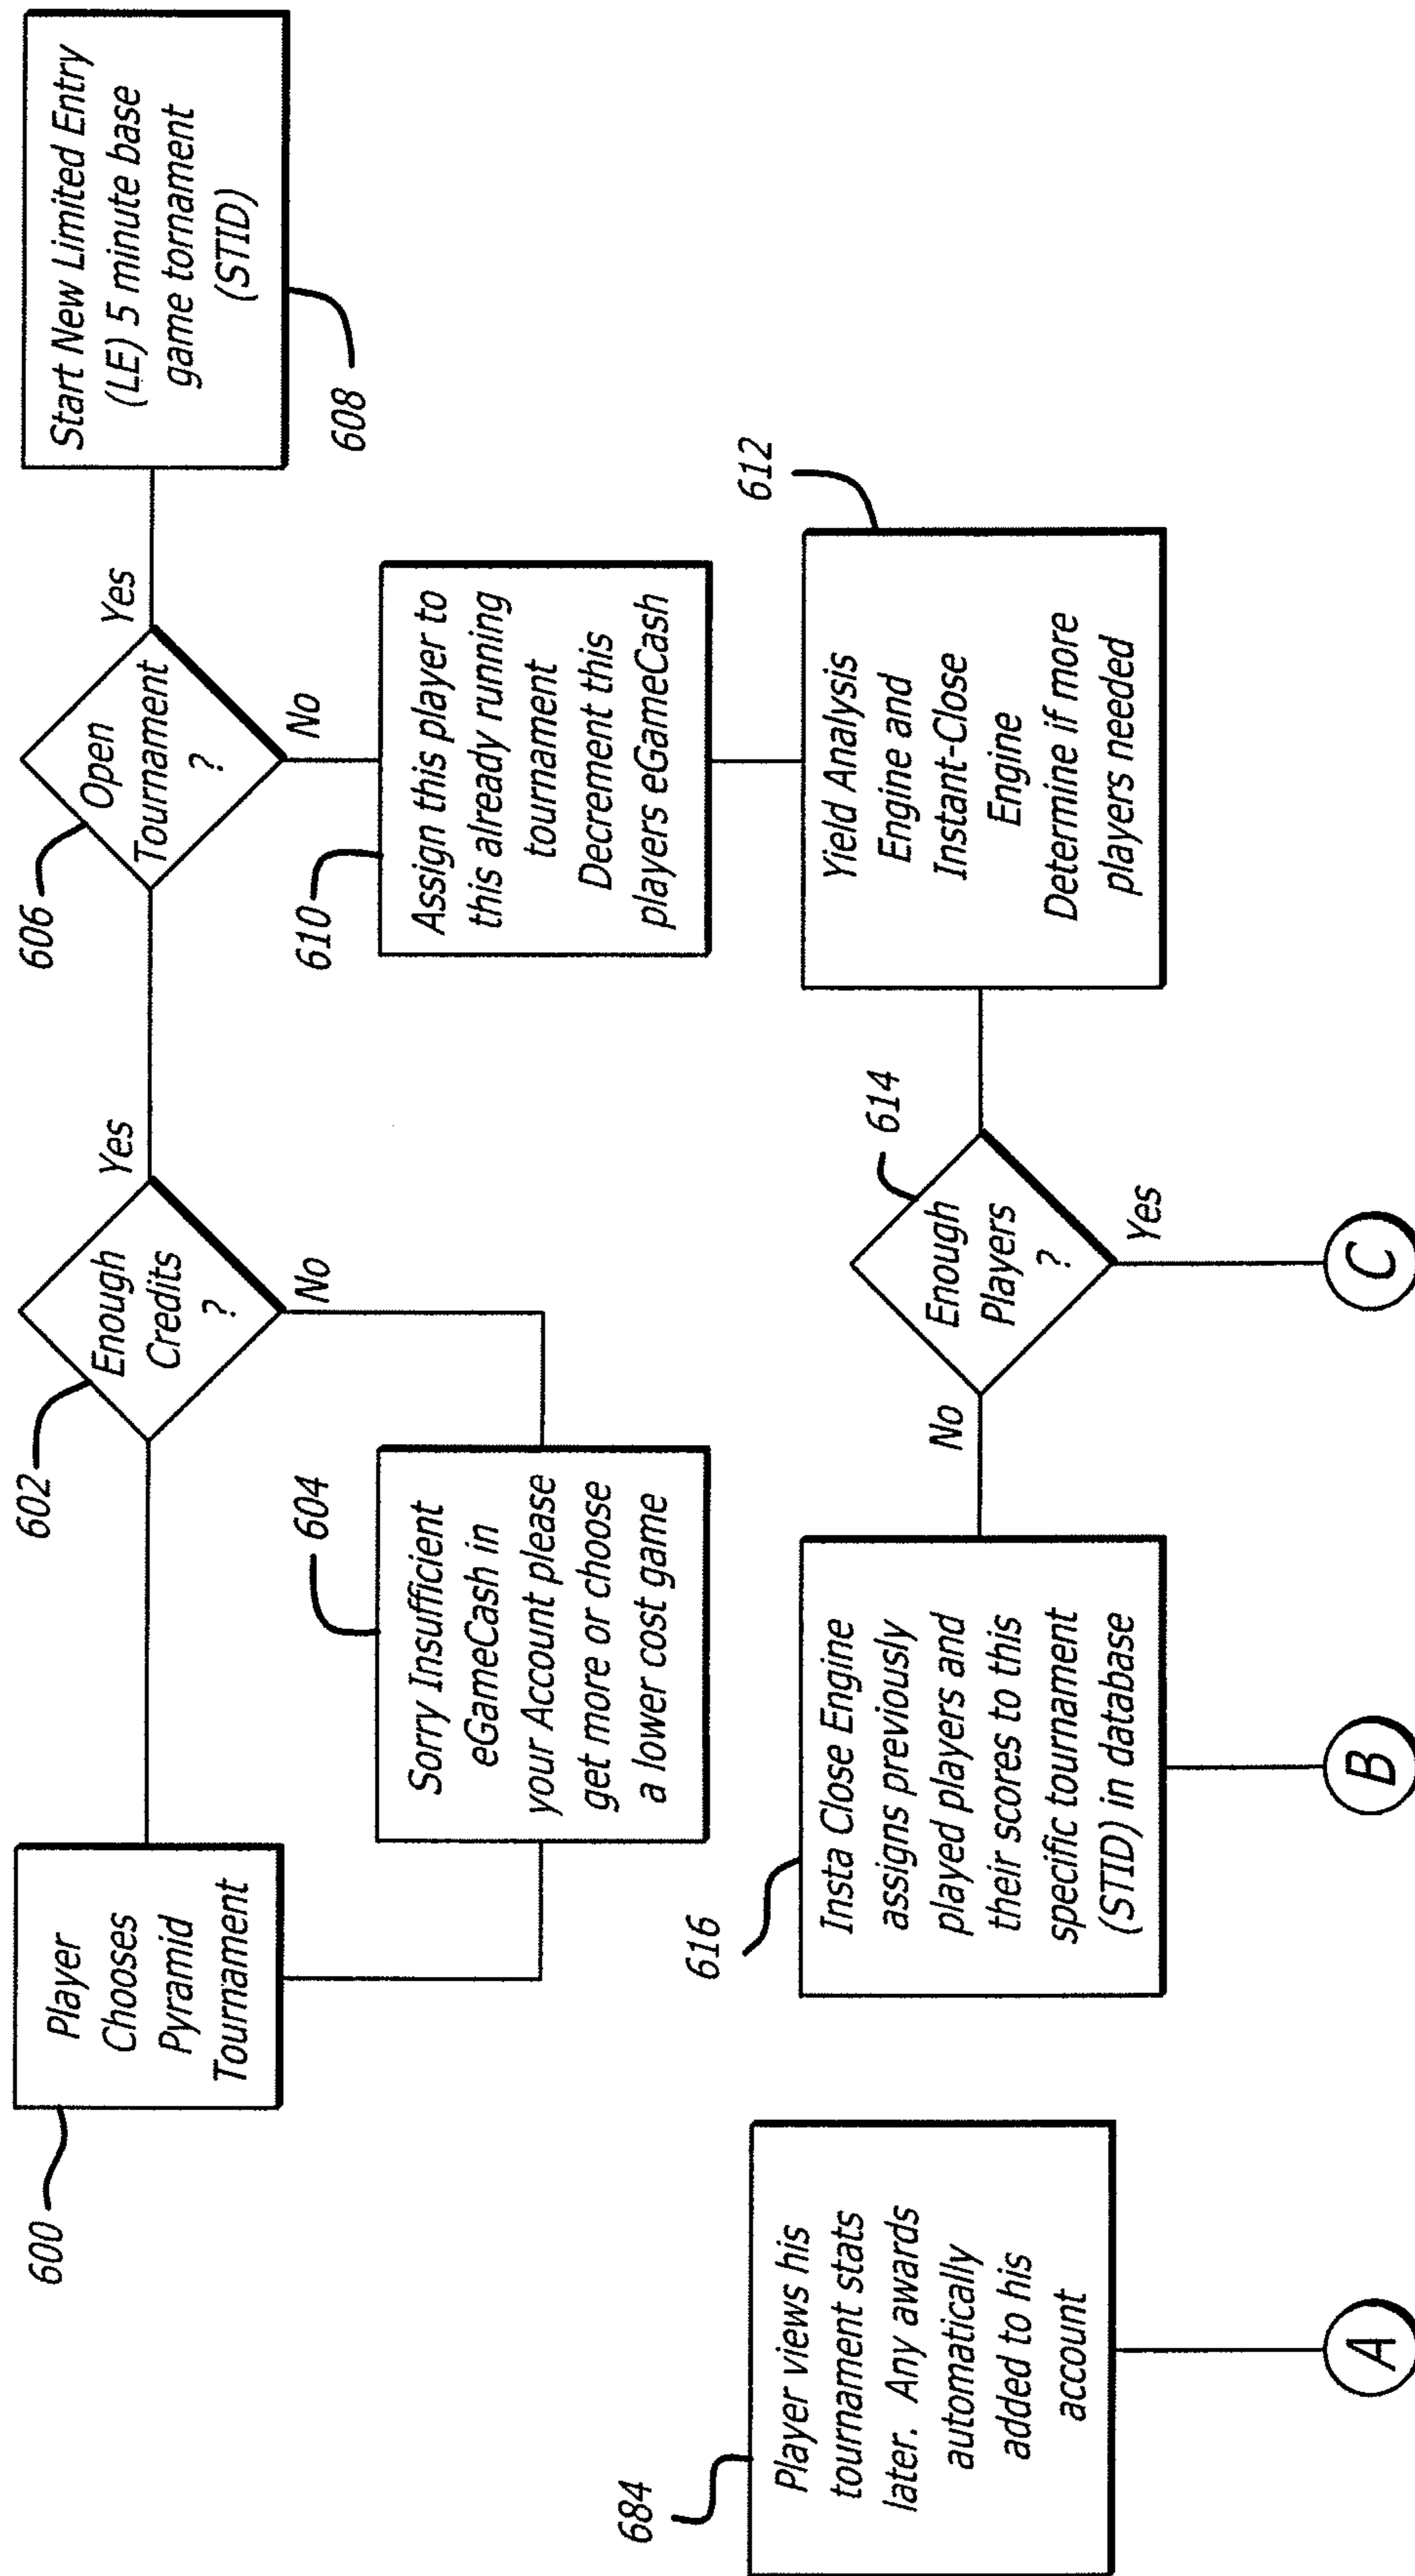 600
Player
Chooses
Pyramid
Tournament
602
Enough
Credits
?
Yes
No
604
Sorry Insufficient
eGameCash in
your Account please
get more or choose
a lower cost game
606
Open
Tournament
?
Yes
No
Start New Limited Entry
(LE) 5 minute base
game tornament
(STID)
608
610
Assign this player to
this already running
tournament
Decrement this
players eGameCash
612
Yield Analysis
Engine and
Instant-Close
Engine
Determine if more
players needed
614
Enough
Players
?
No
Yes
616
Insta Close Engine
assigns previously
played players and
their scores to this
specific tournament
(STID) in database
684
Player views his
tournament stats
later. Any awards
automatically
added to his
account
A
B
C